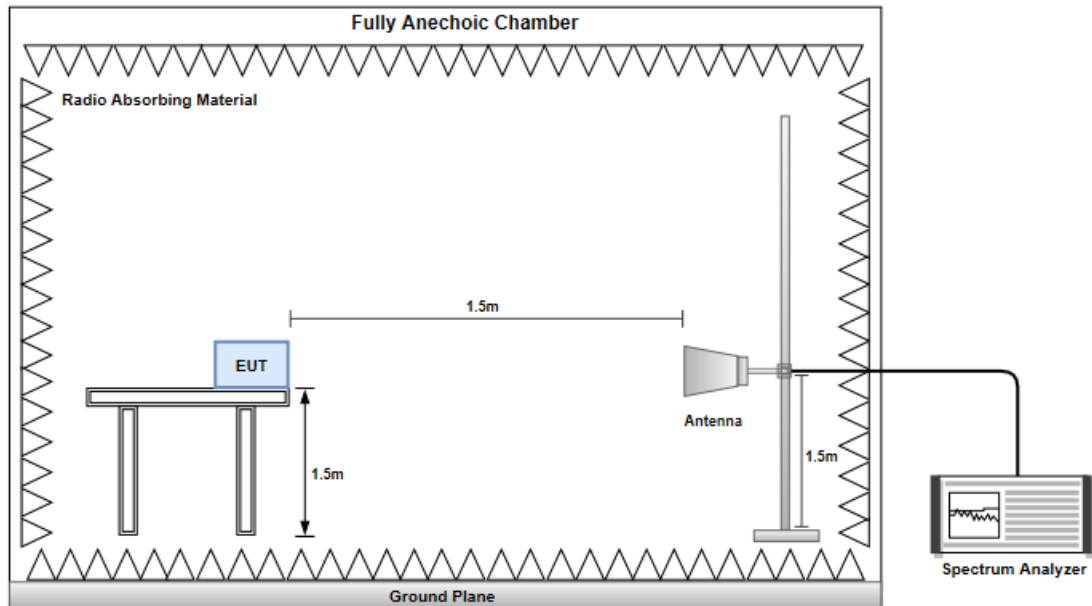 Fully Anechoic Chamber
Radio Absorbing Material
1.5m
EUT
Antenna
1.5m
1.5m
Spectrum Analyzer
Ground Plane